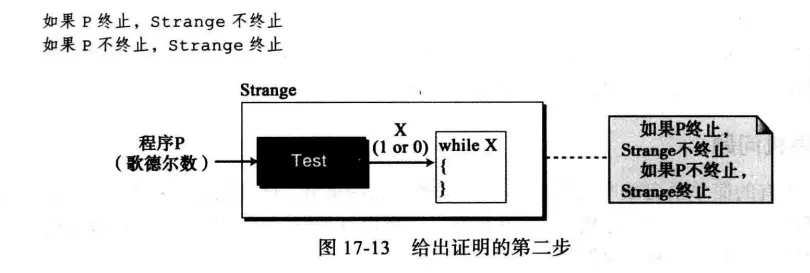 如果 P 终止，Strange 不终止
如果 P 不终止，Strange 终止
Strange
程序P
（歌德尔数）
Test
X
(1 or 0)
while X
{
}
如果P终止，
Strange不终止
如果P不终止，
Strange终止
图 17-13 给出证明的第二步